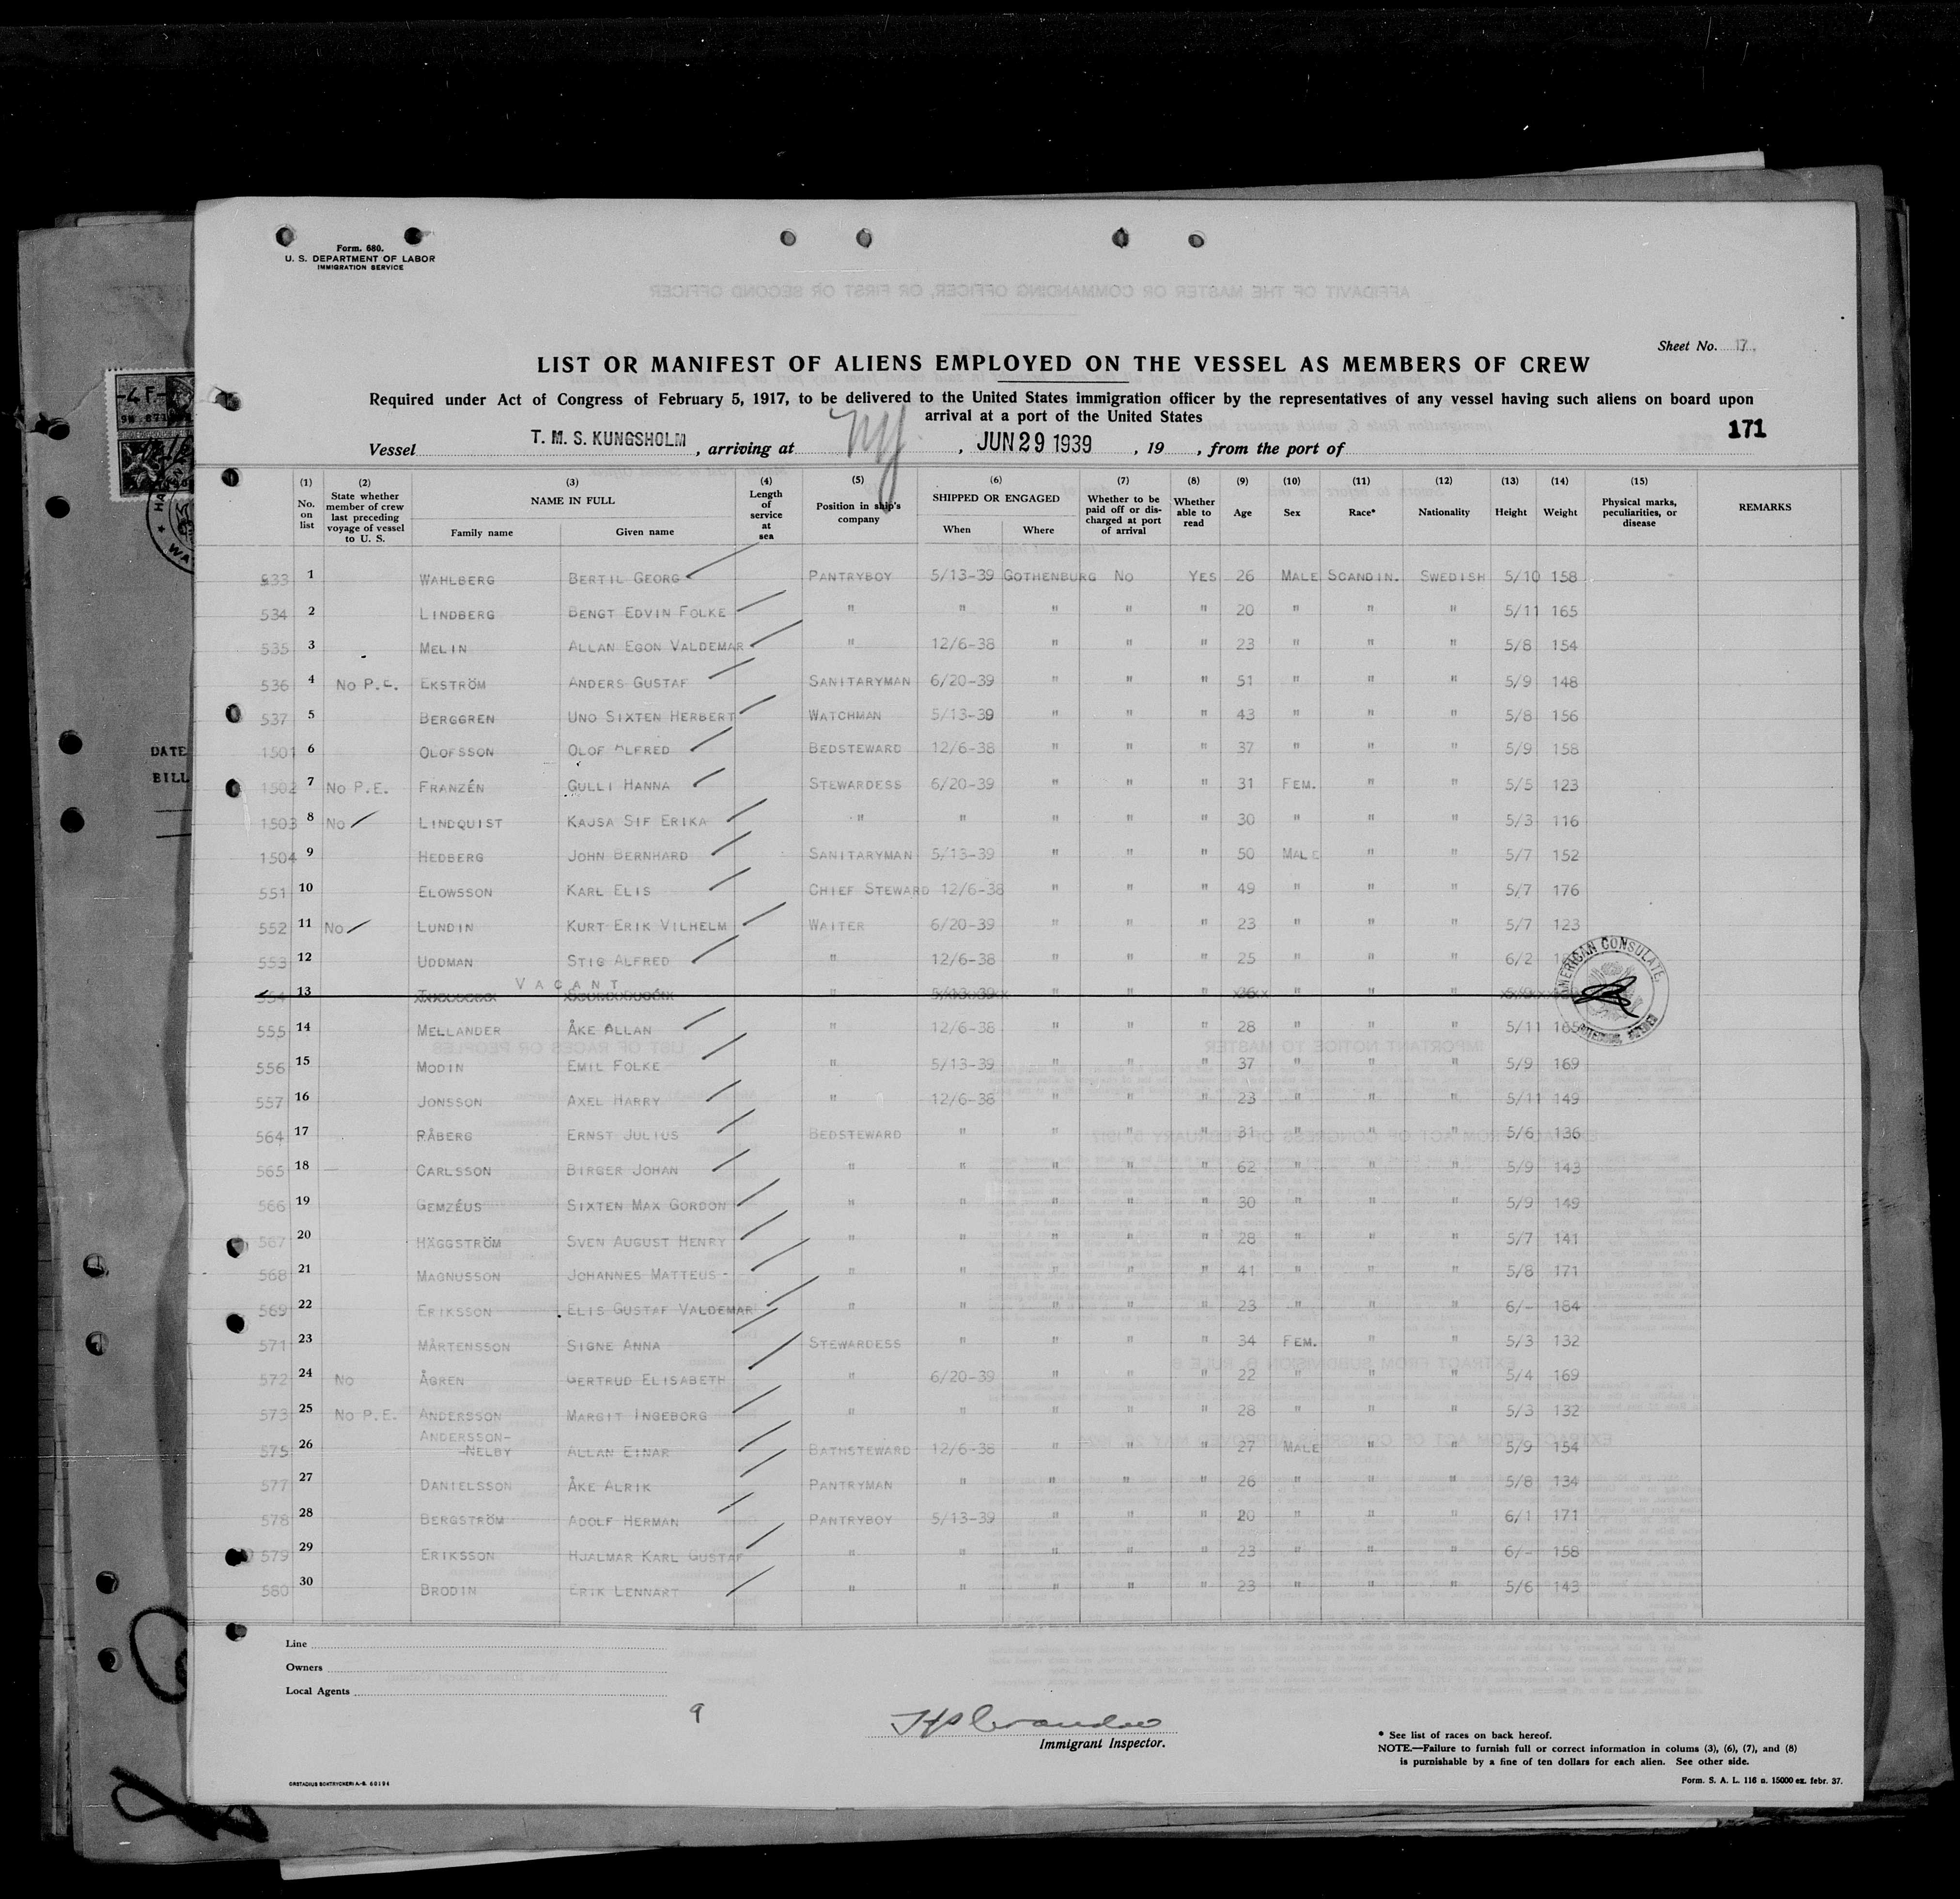 Form. 680.
U. S. DEPARTMENT OF LABOR
IMMIGRATION SERVICE
Sheet No. 17.
LIST OR MANIFEST OF ALIENS EMPLOYED ON THE VESSEL AS MEMBERS OF CREW
Required under Act of Congress of February 5, 1917, to be delivered to the United States immigration officer by the representatives of any vessel having such aliens on board upon
arrival at a port of the United States
171
Vessel T. M. S. KUNGSHOLM , arriving at NY , JUN 29 1939 , 19 , from the port of
(1) No. on list (2) State whether member of crew last preceding voyage of vessel to U. S. (3) NAME IN FULL Family name Given name (4) Length of service at sea (5) Position in ship's company (6) SHIPPED OR ENGAGED When Where (7) Whether to be paid off or discharged at port of arrival (8) Whether able to read (9) Age (10) Sex (11) Race* (12) Nationality (13) Height (14) Weight (15) Physical marks, peculiarities, or disease REMARKS
533 1 WAHLBERG BERTIL GEORG PANTRYBOY 5/13-39 GOTHENBURG NO YES 26 MALE SCANDIN. SWEDISH 5/10 158
534 2 LINDBERG BENGT EDVIN FOLKE " " " " " 20 " " " 5/11 165
535 3 MELIN ALLAN EGON VALDEMAR " 12/6-38 " " " 23 " " " 5/8 154
536 4 NO P.E. EKSTRÖM ANDERS GUSTAF SANITARYMAN 6/20-39 " " " 51 " " " 5/9 148
537 5 BERGGREN UNO SIXTEN HERBERT WATCHMAN 5/13-39 " " " 43 " " " 5/8 156
1501 6 OLOFSSON OLOF ALFRED BEDSTEWARD 12/6-38 " " " 37 " " " 5/9 158
1502 7 NO P.E. FRANZÉN GULLI HANNA STEWARDESS 6/20-39 " " " 31 FEM. " " 5/5 123
1503 8 NO LINDQUIST KAJSA SIF ERIKA " " " " " 30 " " " 5/3 116
1504 9 HEDBERG JOHN BERNHARD SANITARYMAN 5/13-39 " " " 50 MALE " " 5/7 152
551 10 ELOWSSON KARL ELIS CHIEF STEWARD 12/6-38 " " " 49 " " " 5/7 176
552 11 NO LUNDIN KURT ERIK VILHELM WAITER 6/20-39 " " " 23 " " " 5/7 123
553 12 UDDMAN STIG ALFRED " 12/6-38 " " " 25 " " " 6/2
554 13 VACANT " 5/13-39 " " " 26 " " " 5/9
AMERICAN CONSULATE
555 14 MELLANDER ÅKE ALLAN " 12/6-38 " " " 28 " " " 5/11 165
556 15 MODIN EMIL FOLKE " 5/13-39 " " " 37 " " " 5/9 169
557 16 JONSSON AXEL HARRY " 12/6-38 " " " 23 " " " 5/11 149
564 17 RÅBERG ERNST JULIUS BEDSTEWARD " " " " 31 " " " 5/6 136
565 18 CARLSSON BIRGER JOHAN " " " " " 62 " " " 5/9 143
566 19 GEMZÉUS SIXTEN MAX GORDON " " " " " 30 " " " 5/9 149
567 20 HÄGGSTRÖM SVEN AUGUST HENRY " " " " " 28 " " " 5/7 141
568 21 MAGNUSSON JOHANNES MATTEUS " " " " " 41 " " " 5/8 171
569 22 ERIKSSON ELIS GUSTAF VALDEMAR " " " " " 23 " " " 6/- 184
571 23 MÅRTENSSON SIGNE ANNA STEWARDESS " " " " 34 FEM. " " 5/3 132
572 24 NO ÅGREN GERTRUD ELISABETH " 6/20-39 " " " 22 " " " 5/4 169
573 25 NO P.E. ANDERSSON MARGIT INGEBORG " " " " " 28 " " " 5/3 132
ANDERSSON-
575 26 -NELBY ALLAN EINAR BATHSTEWARD 12/6-38 " " " 27 MALE " " 5/9 154
577 27 DANIELSSON ÅKE ALRIK PANTRYMAN " " " " 26 " " " 5/8 134
578 28 BERGSTRÖM ADOLF HERMAN PANTRYBOY 5/13-39 " " " 20 " " " 6/1 171
579 29 ERIKSSON HJALMAR KARL GUSTAF " " " " " 23 " " " 6/- 158
580 30 BRODIN ERIK LENNART " " " " " 23 " " " 5/6 143
Line
Owners
Local Agents
9
Immigrant Inspector.
* See list of races on back hereof.
NOTE.—Failure to furnish full or correct information in colums (3), (6), (7), and (8)
is purnishable by a fine of ten dollars for each alien. See other side.
ORSTADIUS BOKTRYCKERI A.-B. 60194
Form. S. A. L. 116 n. 15000 ex. febr. 37.
DATE
BILL